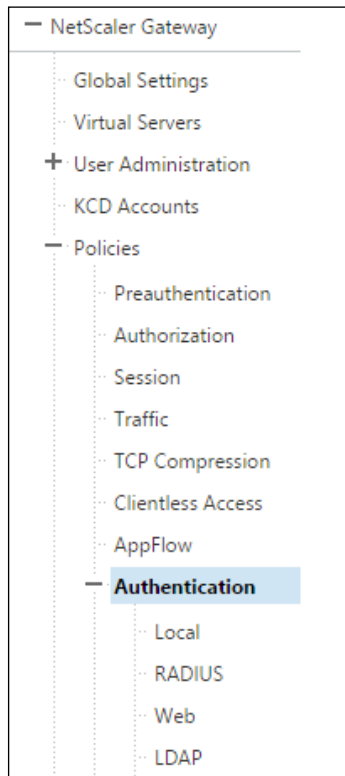 NetScaler Gateway
Global Settings
Virtual Servers
User Administration
KCD Accounts
Policies
Preauthentication
Authorization
Session
Traffic
TCP Compression
Clientless Access
AppFlow
Authentication
Local
RADIUS
Web
LDAP